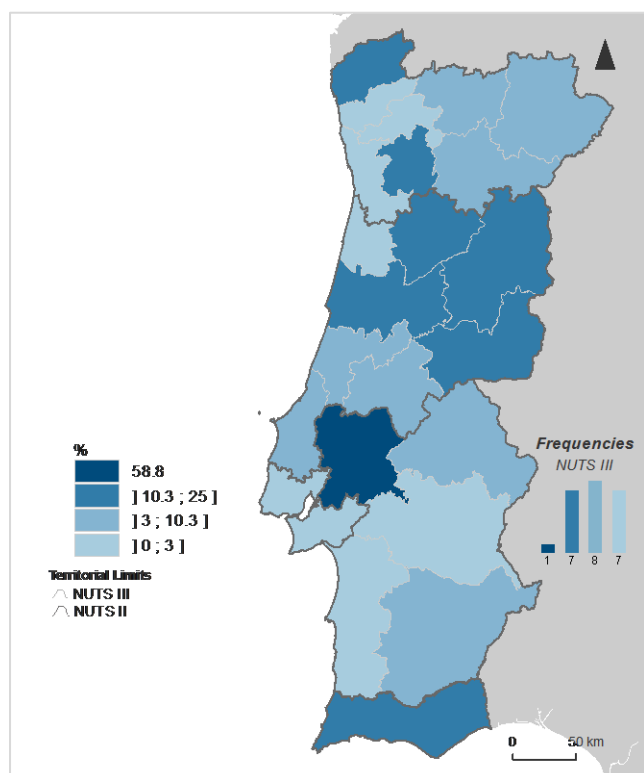 %
58.8
] 10.3 ; 25 ]
] 3 ; 10.3 ]
] 0 ; 3 ]
Territorial Limits
NUTS III
NUTS II
Frequencies
NUTS III
1 7 8 7
0 50 km